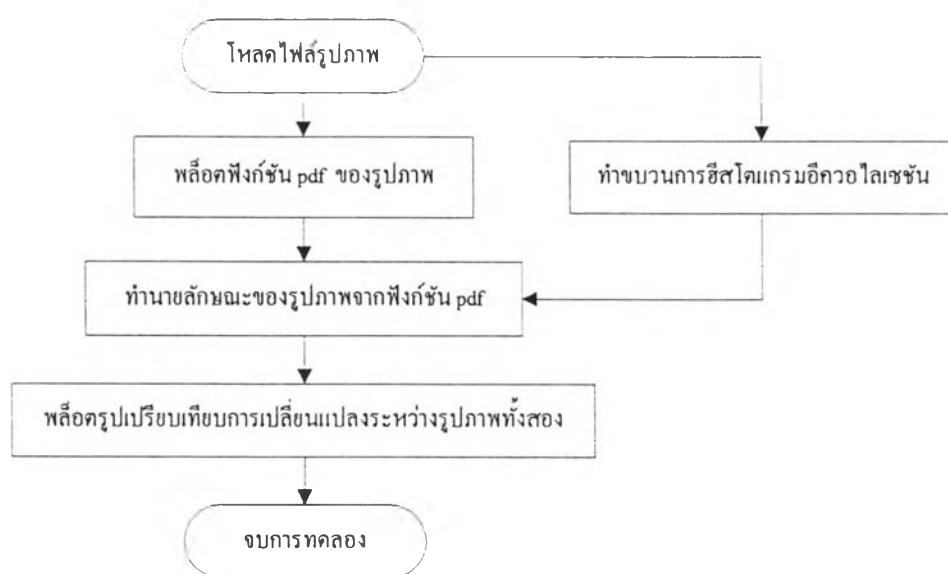 โหลดไฟล์รูปภาพ
พล็อตฟังก์ชัน pdf ของรูปภาพ
ทำขบวนการฮีสโตแกรมอีควอไลเซชัน
ทำนายลักษณะของรูปภาพจากฟังก์ชัน pdf
พล็อตรูปเปรียบเทียบการเปลี่ยนแปลงระหว่างรูปภาพทั้งสอง
จบการทดลอง